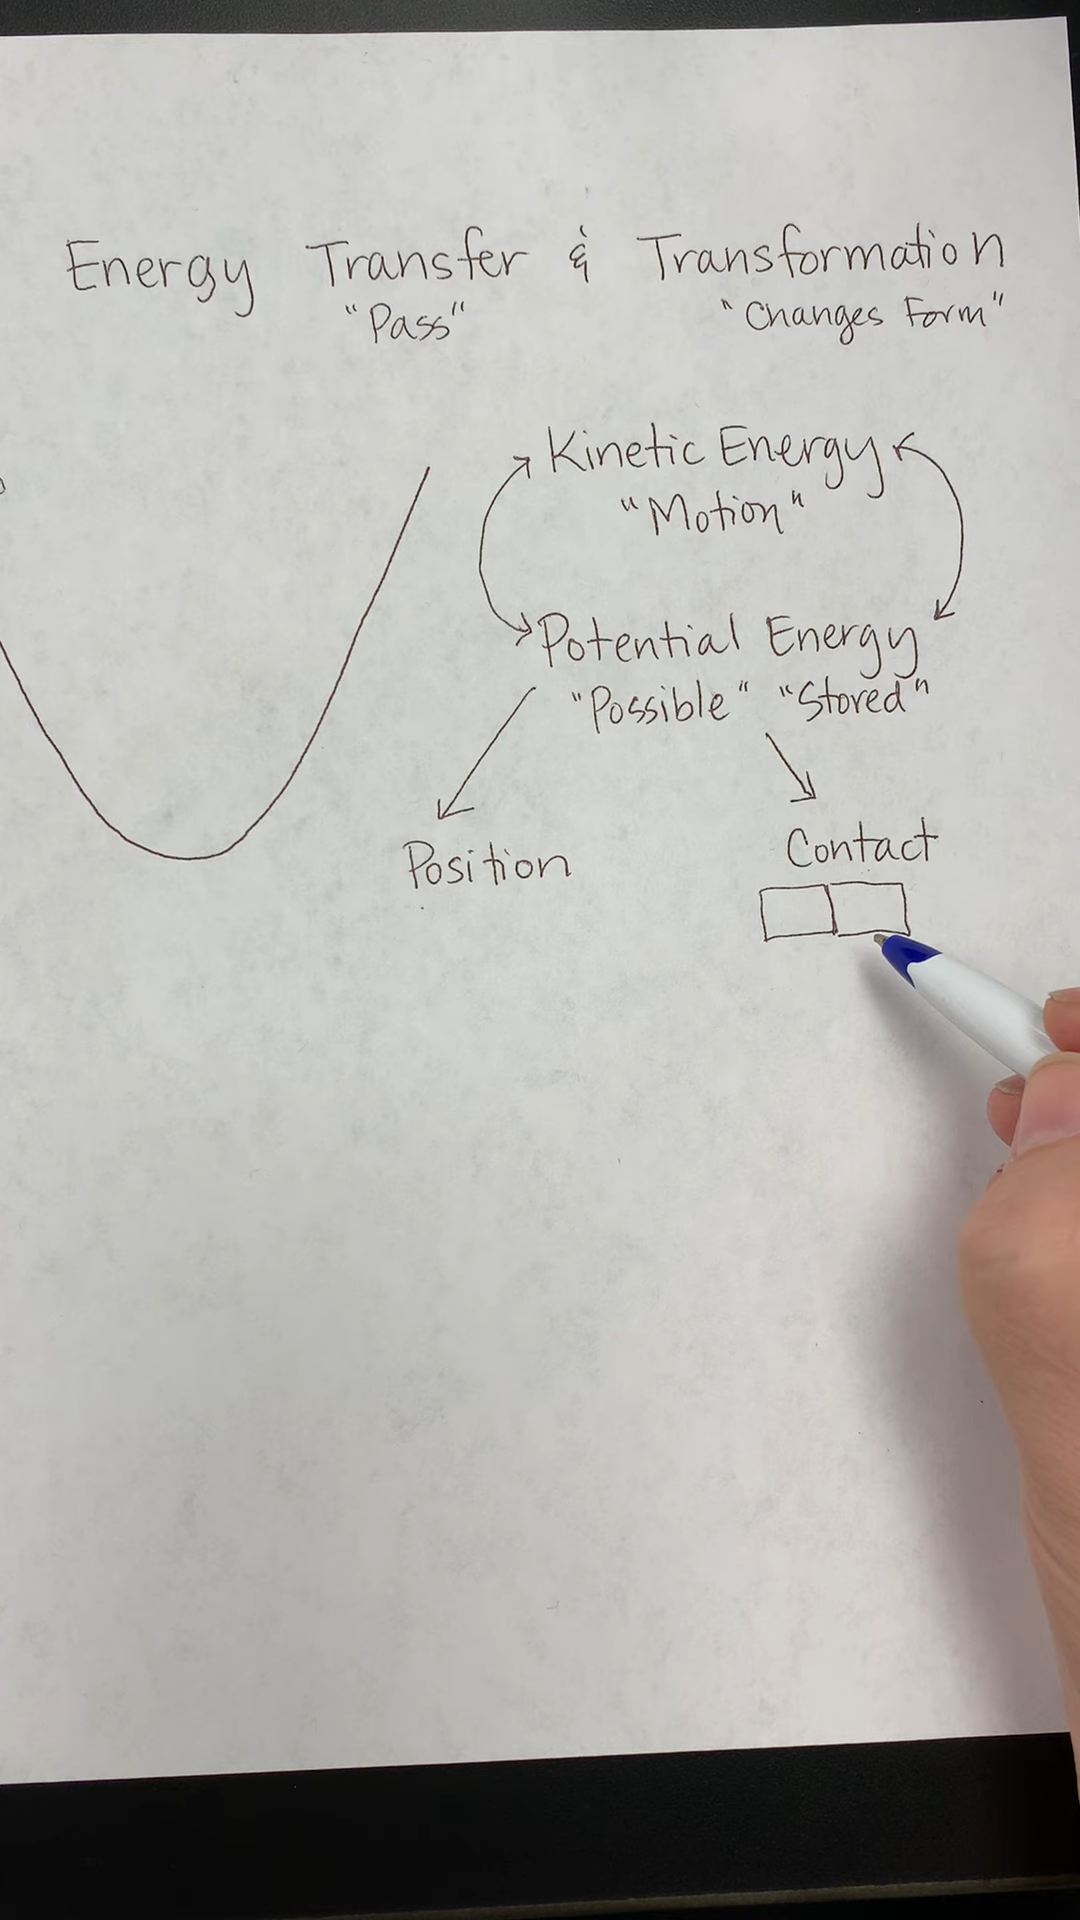 Energy Transfer & Transformation
"Pass" "Changes Form"
Kinetic Energy
"Motion"
Potential Energy
"Possible" "Stored"
Position
Contact